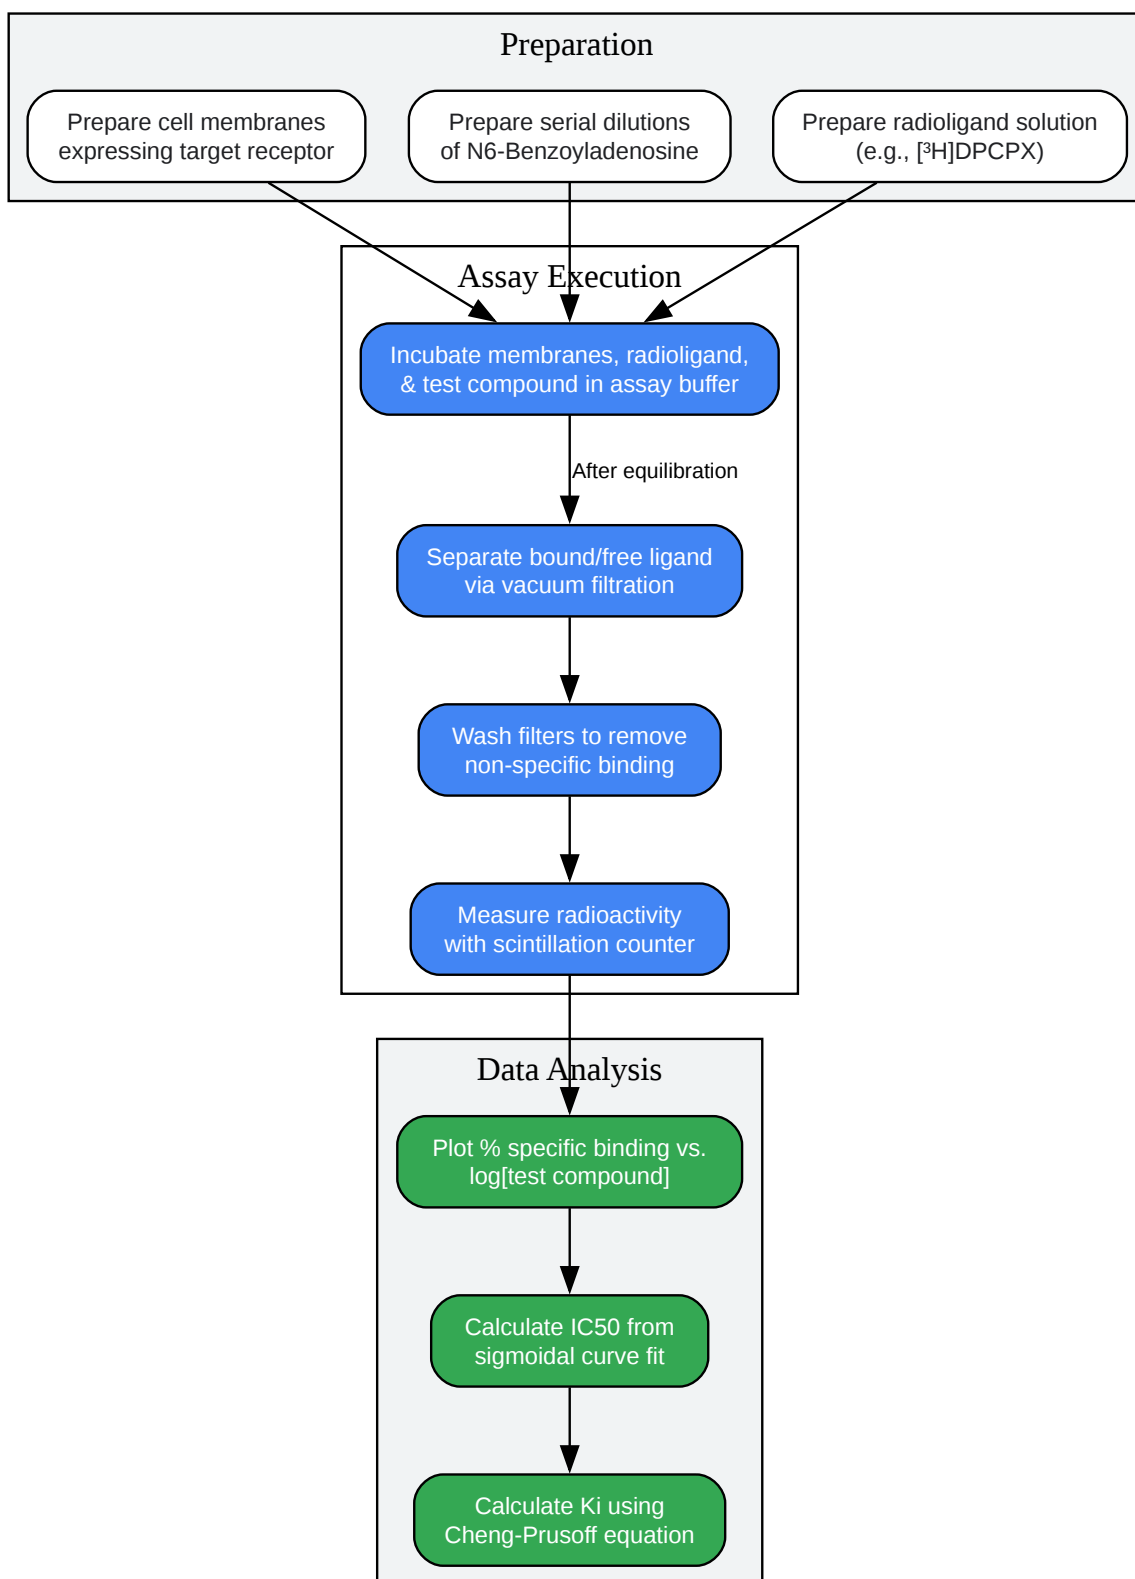 Preparation
Prepare cell membranes
expressing target receptor
Prepare serial dilutions
of N6-Benzoyladenosine
Prepare radioligand solution
(e.g., [³H]DPCPX)
Assay Execution
Incubate membranes, radioligand,
& test compound in assay buffer
After equilibration
Separate bound/free ligand
via vacuum filtration
Wash filters to remove
non-specific binding
Measure radioactivity
with scintillation counter
Data Analysis
Plot % specific binding vs.
log[test compound]
Calculate IC50 from
sigmoidal curve fit
Calculate Ki using
Cheng-Prusoff equation